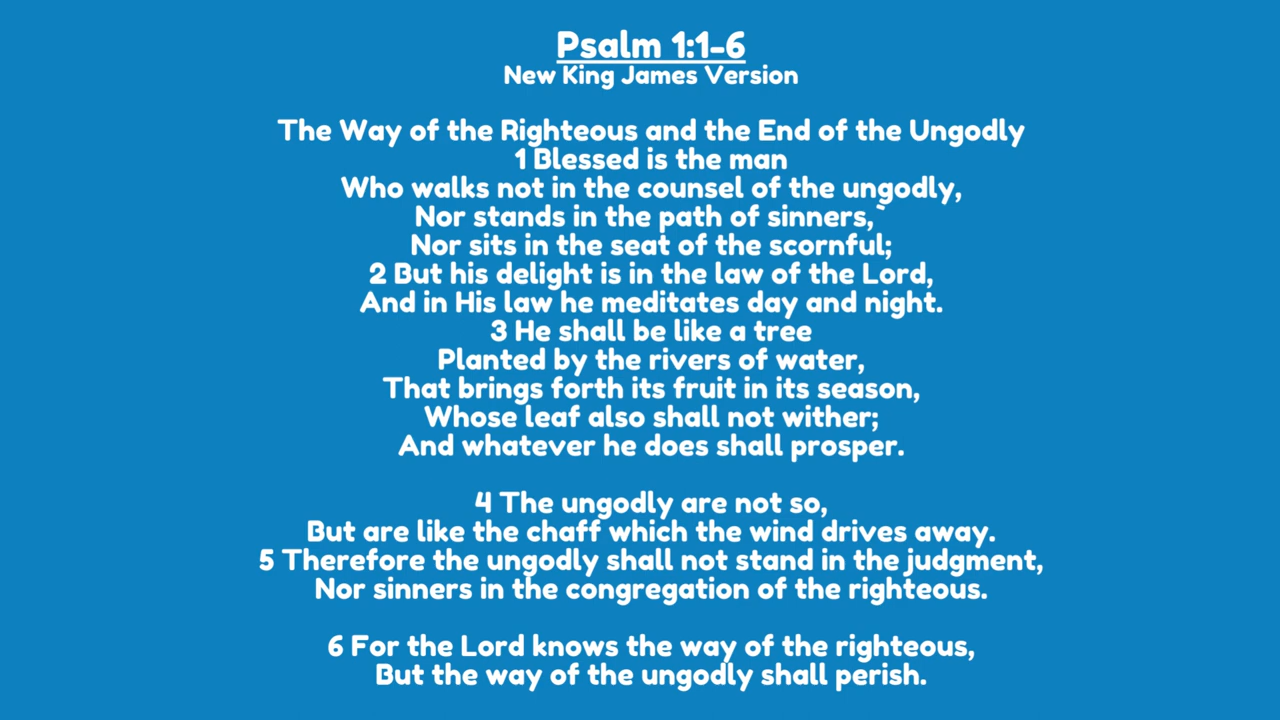 Psalm 1:1-6
New King James Version
The Way of the Righteous and the End of the Ungodly
1 Blessed is the man
Who walks not in the counsel of the ungodly,
Nor stands in the path of sinners,`
Nor sits in the seat of the scornful;
2 But his delight is in the law of the Lord,
And in His law he meditates day and night.
3 He shall be like a tree
Planted by the rivers of water,
That brings forth its fruit in its season,
Whose leaf also shall not wither;
And whatever he does shall prosper.
4 The ungodly are not so,
But are like the chaff which the wind drives away.
5 Therefore the ungodly shall not stand in the judgment,
Nor sinners in the congregation of the righteous.
6 For the Lord knows the way of the righteous,
But the way of the ungodly shall perish.